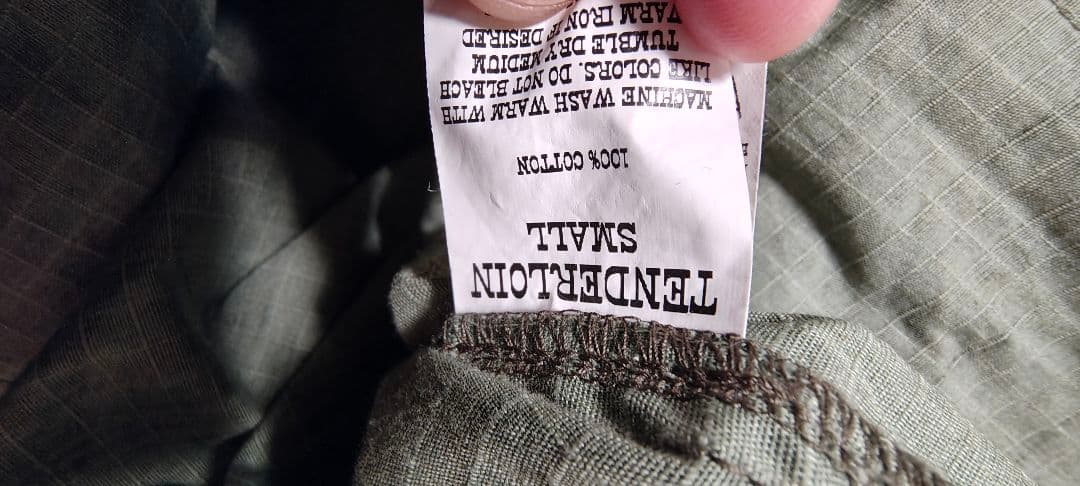 TENDERLOIN
SMALL
100% COTTON
MACHINE WASH WARM WITH
LIKE COLORS. DO NOT BLEACH
TUMBLE DRY MEDIUM
WARM IRON IF DESIRED